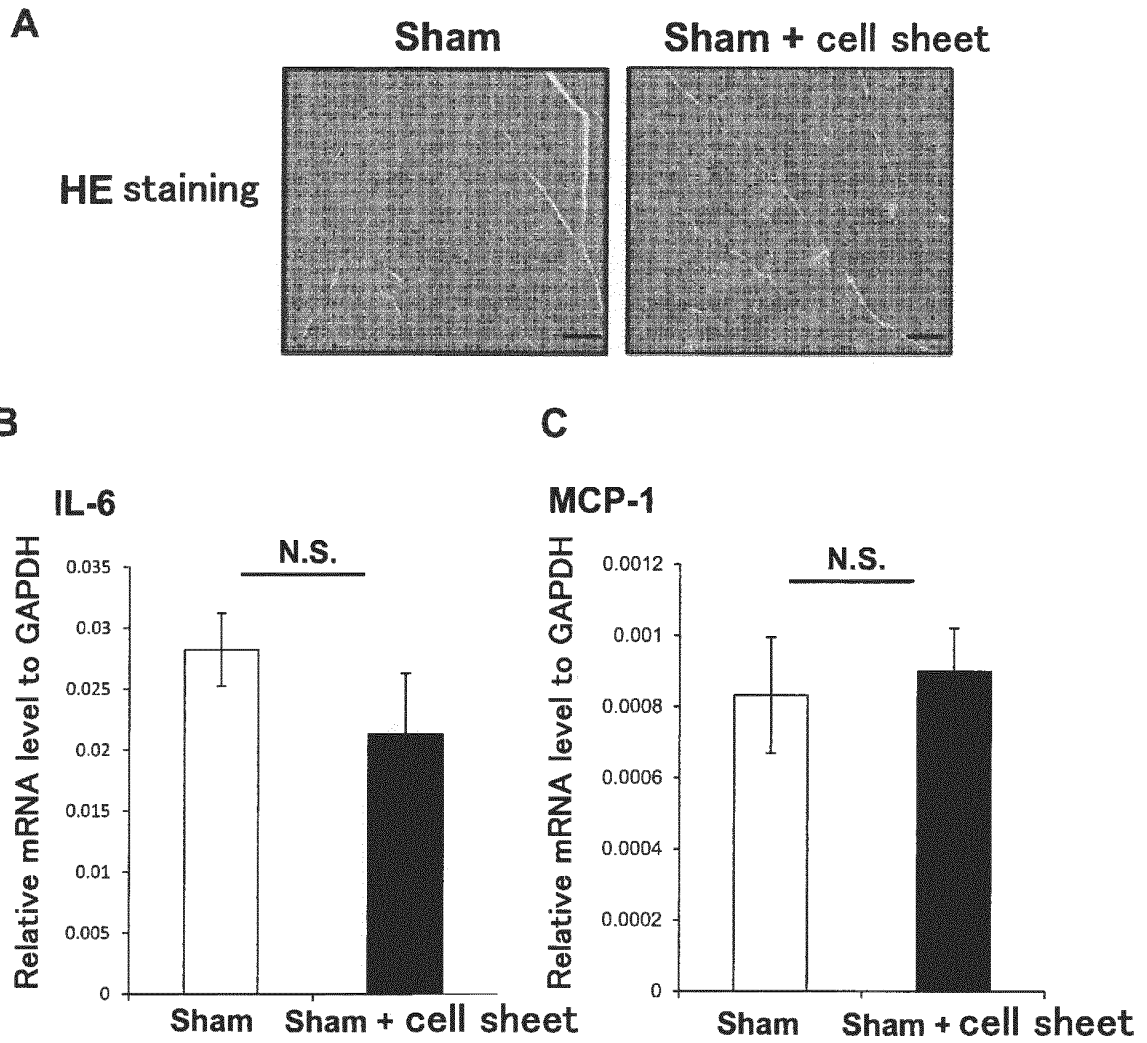 A
Sham
Sham + cell sheet
HE staining
B
IL-6
Relative mRNA level to GAPDH
N.S.
0.035
0.03
0.025
0.02
0.015
0.01
0.005
0
Sham
Sham + cell sheet
C
MCP-1
Relative mRNA level to GAPDH
N.S.
0.0012
0.001
0.0008
0.0006
0.0004
0.0002
0
Sham
Sham + cell sheet